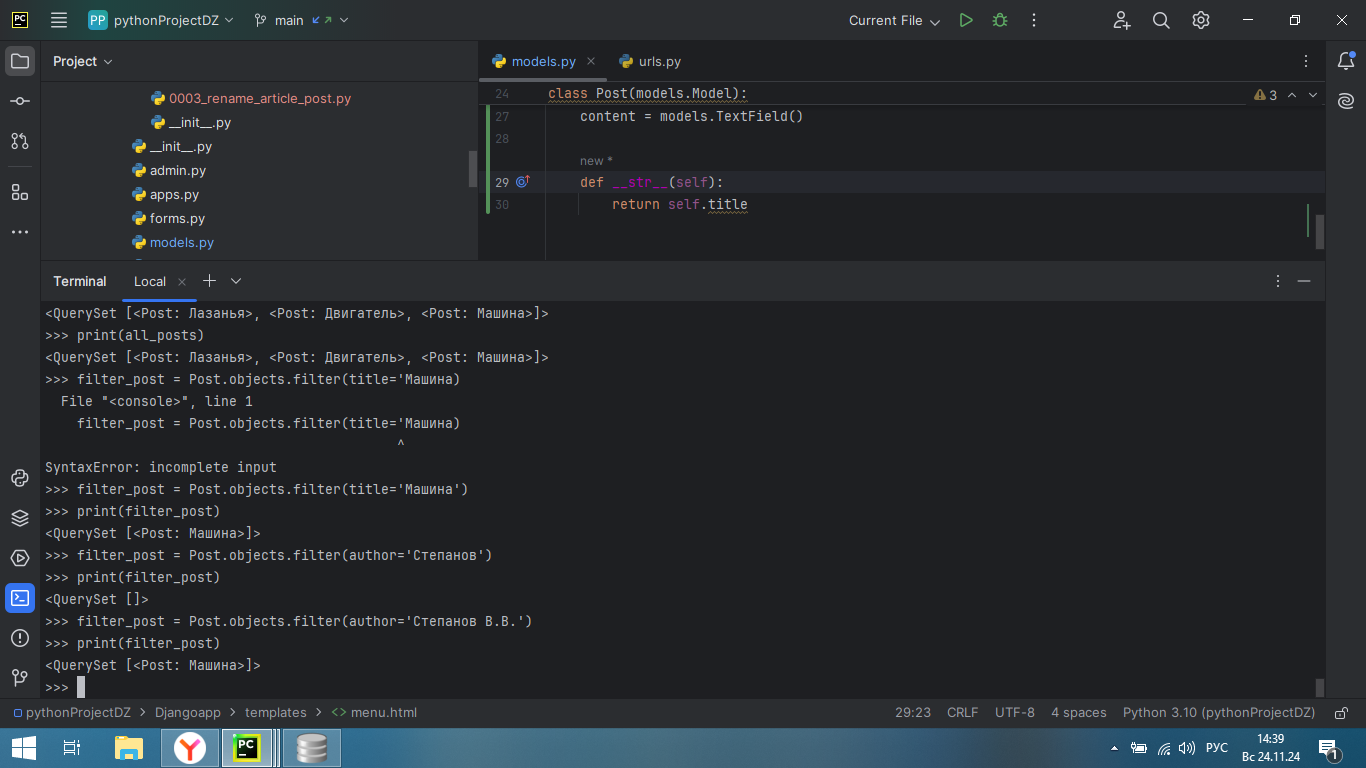 PC
PP pythonProjectDZ
main
Current File
Project
models.py
urls.py
0003_rename_article_post.py
__init__.py
__init__.py
admin.py
apps.py
forms.py
models.py
24 class Post(models.Model):
3
27 content = models.TextField()
28
new *
29 def __str__(self):
30 return self.title
Terminal
Local
<QuerySet [<Post: Лазанья>, <Post: Двигатель>, <Post: Машина>]>
>>> print(all_posts)
<QuerySet [<Post: Лазанья>, <Post: Двигатель>, <Post: Машина>]>
>>> filter_post = Post.objects.filter(title='Машина)
File "<console>", line 1
filter_post = Post.objects.filter(title='Машина)
^
SyntaxError: incomplete input
>>> filter_post = Post.objects.filter(title='Машина')
>>> print(filter_post)
<QuerySet [<Post: Машина>]>
>>> filter_post = Post.objects.filter(author='Степанов')
>>> print(filter_post)
<QuerySet []>
>>> filter_post = Post.objects.filter(author='Степанов В.В.')
>>> print(filter_post)
<QuerySet [<Post: Машина>]>
>>>
pythonProjectDZ > Djangoapp > templates > <> menu.html
29:23 CRLF UTF-8 4 spaces Python 3.10 (pythonProjectDZ)
Y
PC
РУС
14:39
Вс 24.11.24
1